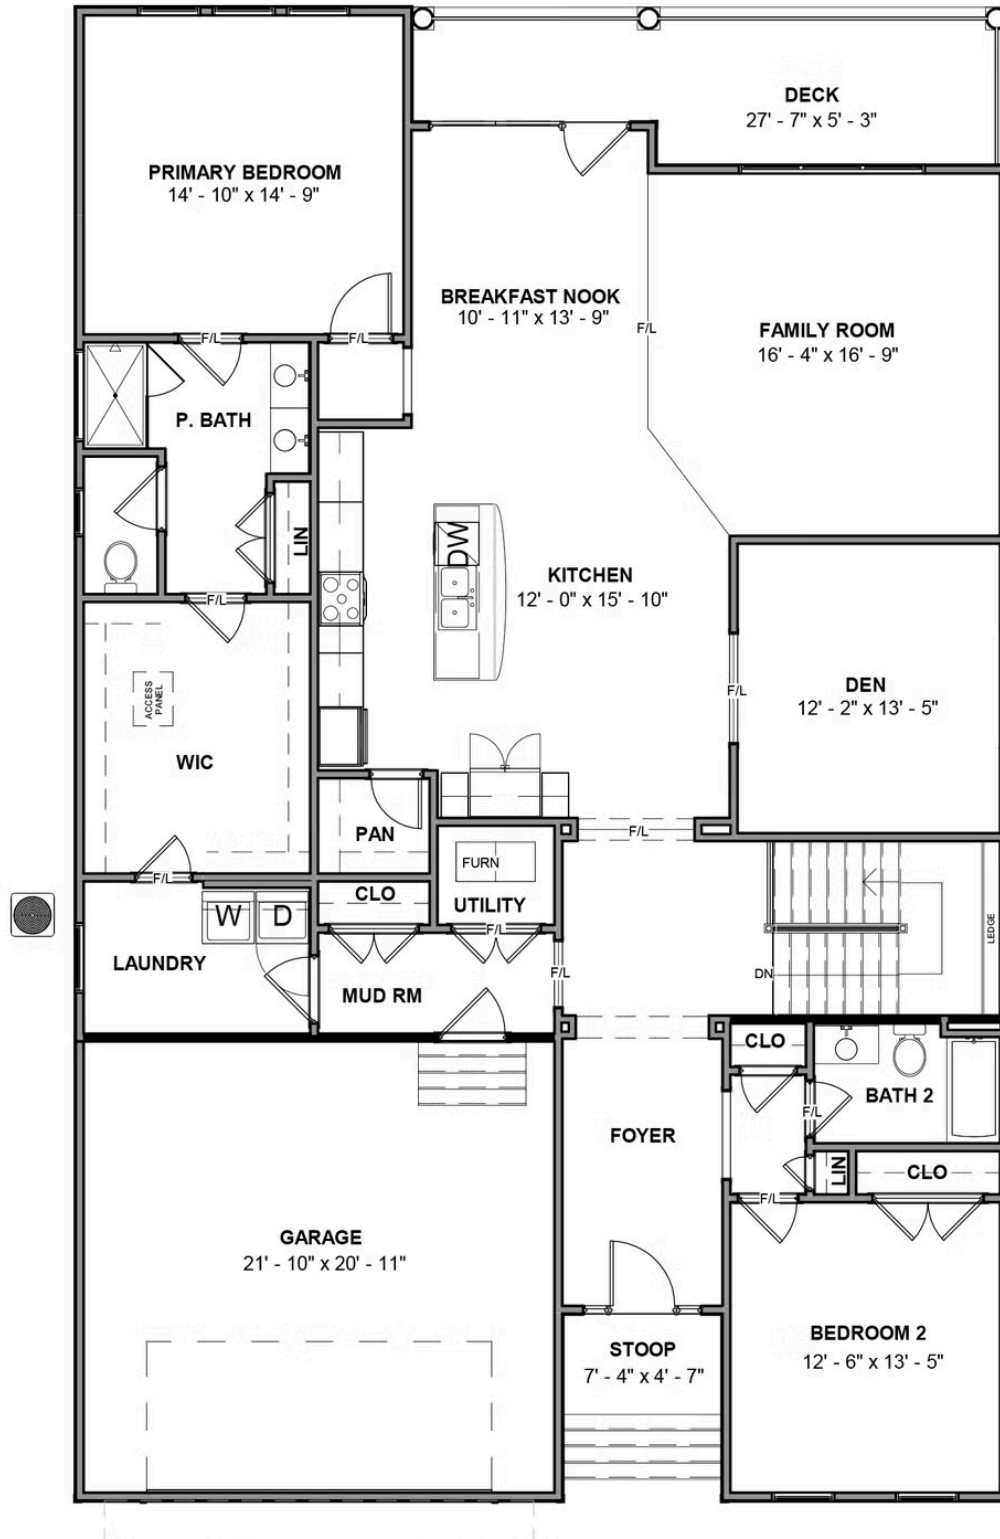 DECK
27' - 7" x 5' - 3"
PRIMARY BEDROOM
14' - 10" x 14' - 9"
BREAKFAST NOOK
10' - 11" x 13' - 9"
F/L
FAMILY ROOM
16' - 4" x 16' - 9"
F/L
F/L
P. BATH
LIN
DW
KITCHEN
12' - 0" x 15' - 10"
F/L
ACCESS
PANEL
WIC
DEN
12' - 2" x 13' - 5"
F/L
PAN
F/L
FURN
F/L
CLO
UTILITY
W
D
F/L
LAUNDRY
MUD RM
F/L
DN
LEDGE
CLO
BATH 2
F/L
FOYER
LIN
CLO
F/L
GARAGE
21' - 10" x 20' - 11"
STOOP
7' - 4" x 4' - 7"
BEDROOM 2
12' - 6" x 13' - 5"